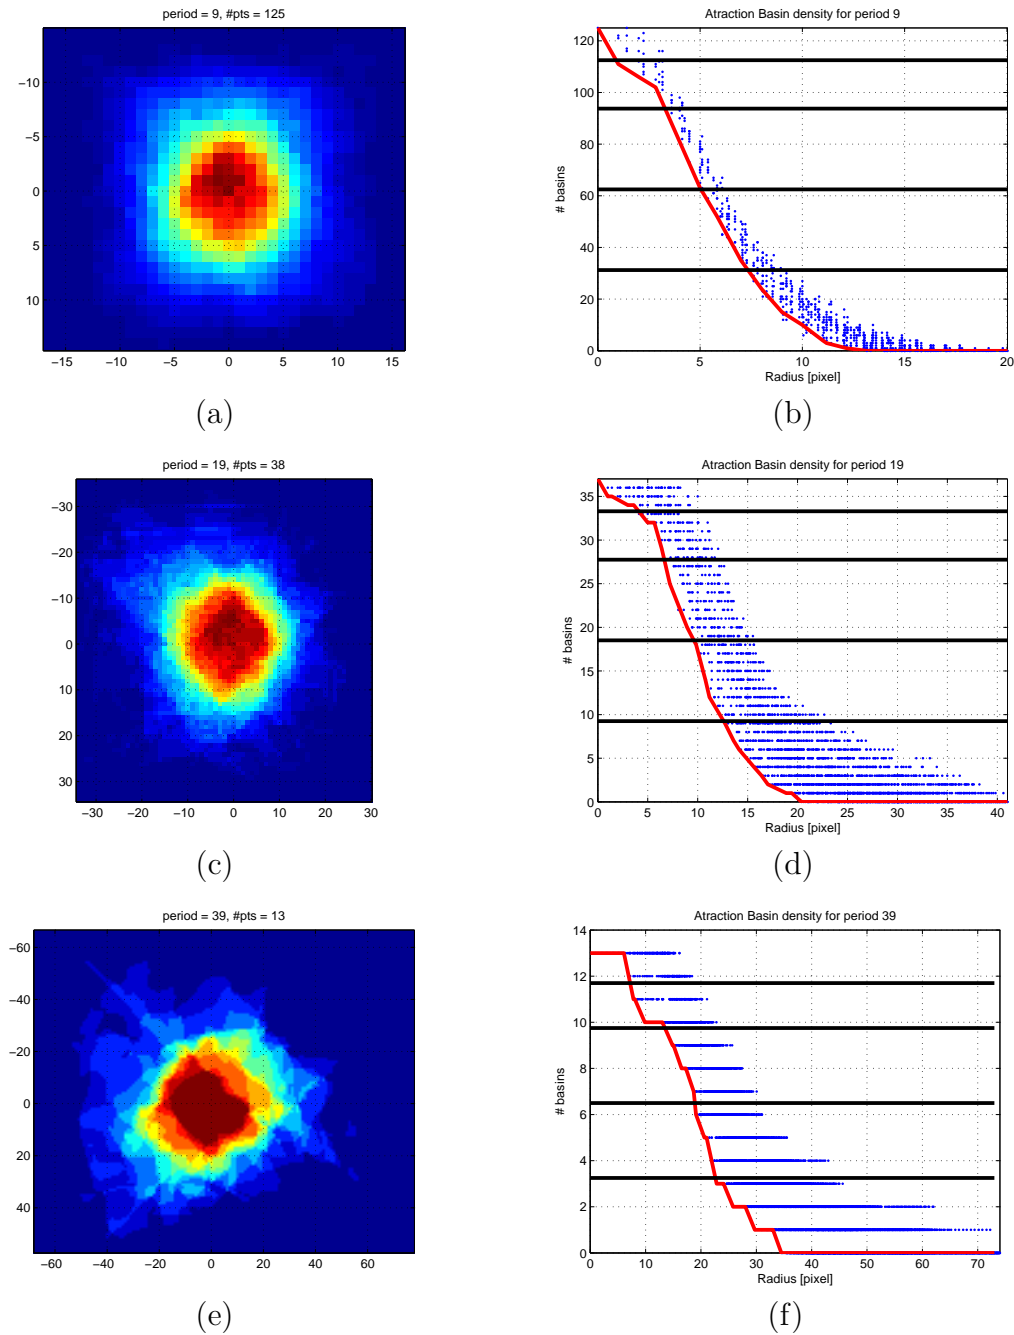 period = 9, #pts = 125
−10
−5
0
5
10
−15 −10 −5 0 5 10 15
(a)
Atraction Basin density for period 9
# basins
120
100
80
60
40
20
0
0 5 10 15 20
Radius [pixel]
(b)
period = 19, #pts = 38
−30
−20
−10
0
10
20
30
−30 −20 −10 0 10 20 30
(c)
Atraction Basin density for period 19
# basins
35
30
25
20
15
10
5
0
0 5 10 15 20 25 30 35 40
Radius [pixel]
(d)
period = 39, #pts = 13
−60
−40
−20
0
20
40
−60 −40 −20 0 20 40 60
(e)
Atraction Basin density for period 39
# basins
14
12
10
8
6
4
2
0
0 10 20 30 40 50 60 70
Radius [pixel]
(f)